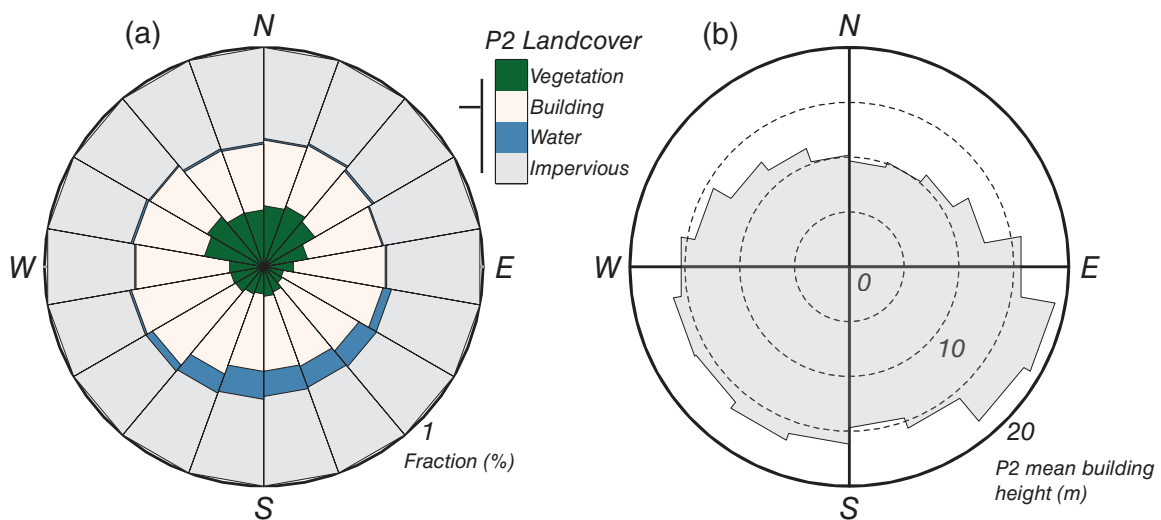 (a)
N
W
E
S
1
Fraction (%)
P2 Landcover
Vegetation
Building
Water
Impervious
(b)
N
W
E
S
0
10
20
P2 mean building
height (m)